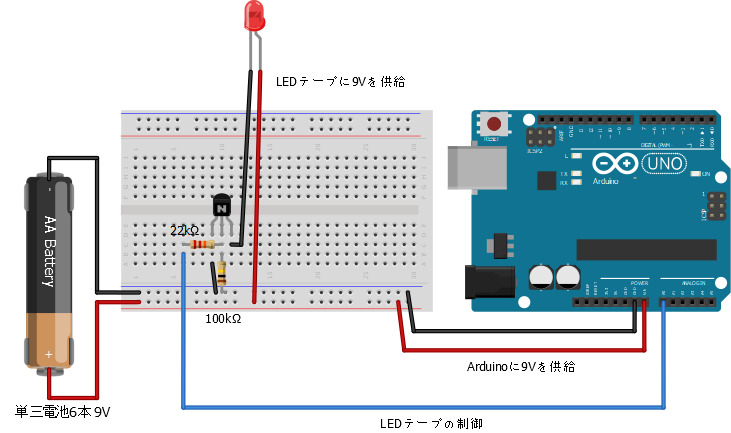 LEDテープに9Vを供給
RESET
ICSP2
AREF
GND
DIGITAL (PWM
L
TX
RX
Arduino
UNO
ON
1
ICSP
AA Battery
N
22kΩ
100kΩ
POWER
ANALOG IN
Arduinoに9Vを供給
単三電池6本 9V
LEDテープの制御